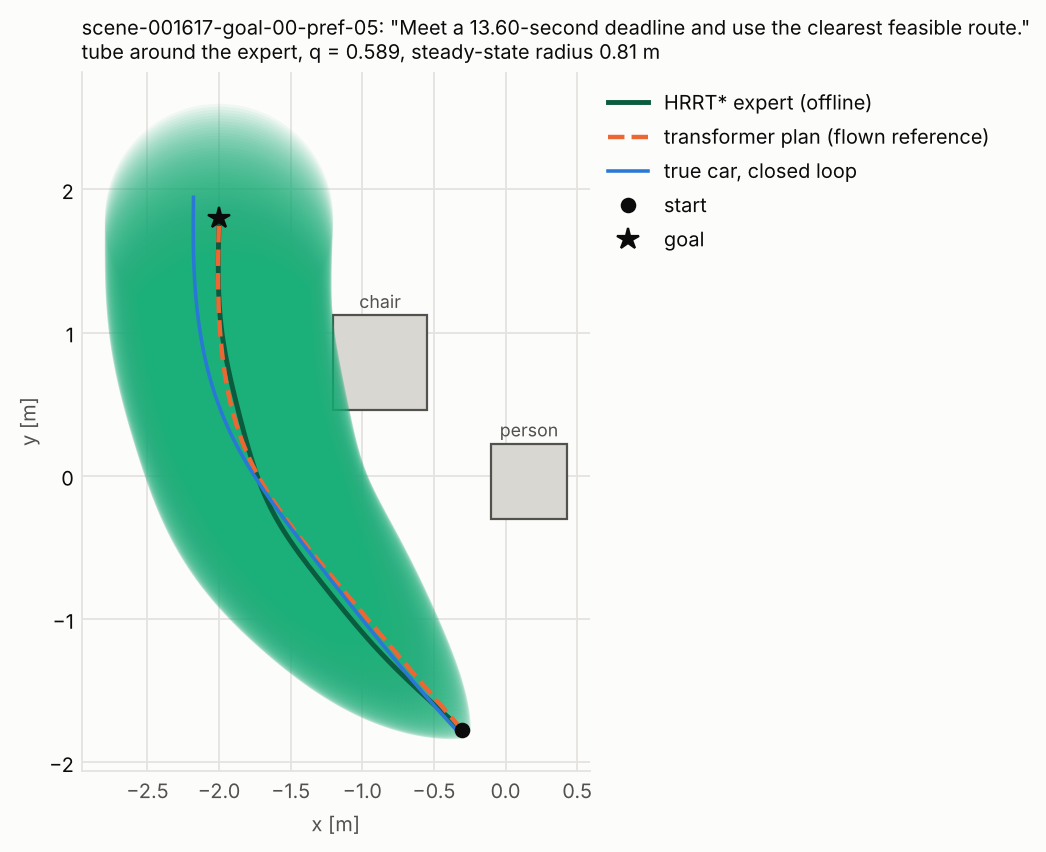 scene-001617-goal-00-pref-05: "Meet a 13.60-second deadline and use the clearest feasible route."
tube around the expert, q = 0.589, steady-state radius 0.81 m
HRRT* expert (offline)
transformer plan (flown reference)
true car, closed loop
start
goal
chair
person
2
1
0
−1
−2
y [m]
−2.5 −2.0 −1.5 −1.0 −0.5 0.0 0.5
x [m]